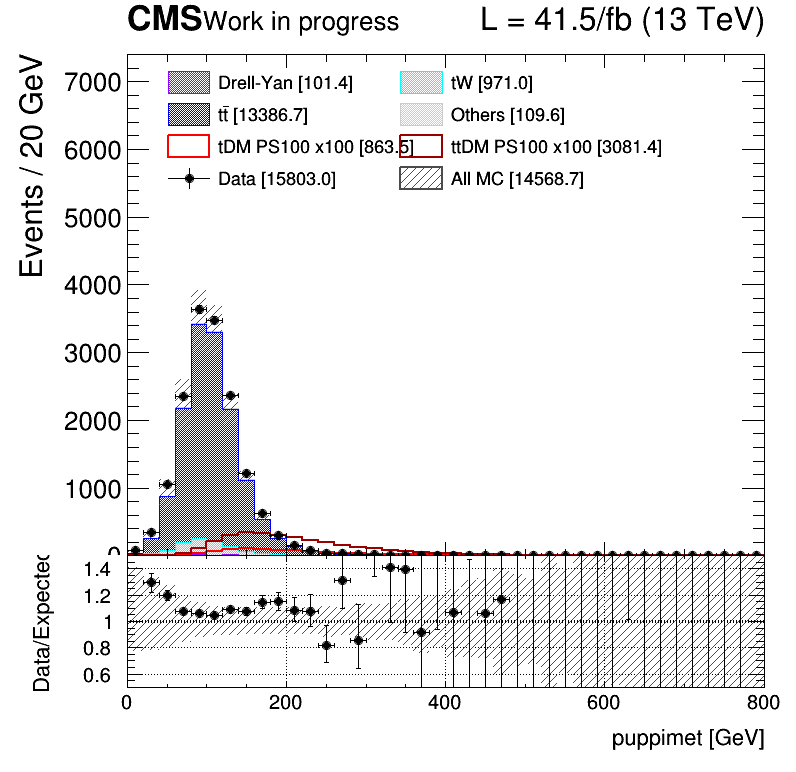 CMS Work in progress L = 41.5/fb (13 TeV)
Events / 20 GeV
7000
6000
5000
4000
3000
2000
1000
0
Drell-Yan [101.4] tW [971.0]
tt̄ [13386.7] Others [109.6]
tDM PS100 x100 [863.5] ttDM PS100 x100 [3081.4]
Data [15803.0] All MC [14568.7]
Data/Expected
1.4
1.2
1
0.8
0.6
0 200 400 600 800
puppimet [GeV]